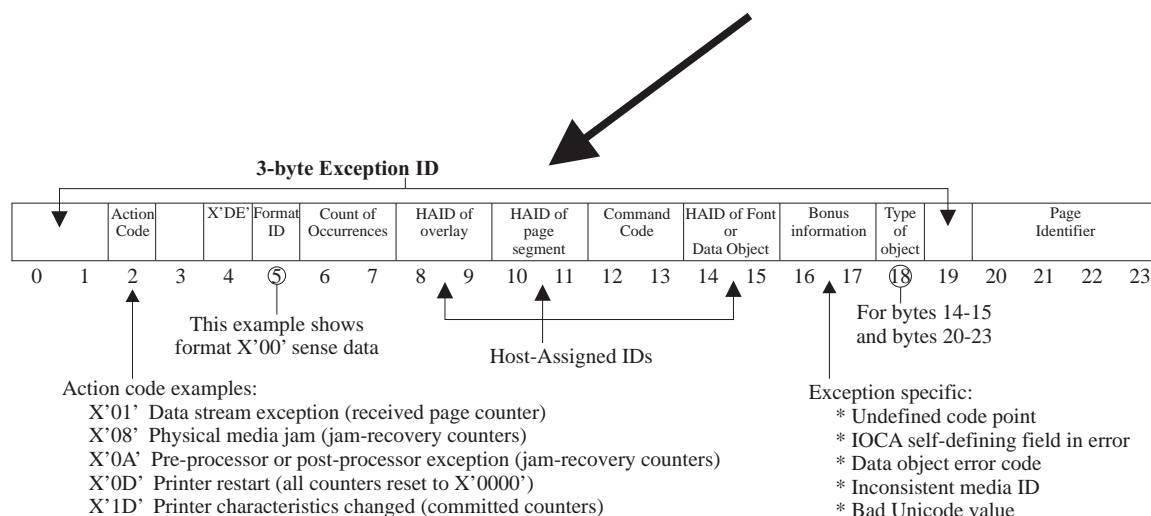 3-byte Exception ID
Action Code
X’DE’
Format ID
Count of Occurrences
HAID of overlay
HAID of page segment
Command Code
HAID of Font or Data Object
Bonus information
Type of object
Page Identifier
0 1 2 3 4 5 6 7 8 9 10 11 12 13 14 15 16 17 18 19 20 21 22 23
This example shows
format X’00’ sense data
Host-Assigned IDs
For bytes 14-15
and bytes 20-23
Action code examples:
X’01’ Data stream exception (received page counter)
X’08’ Physical media jam (jam-recovery counters)
X’0A’ Pre-processor or post-processor exception (jam-recovery counters)
X’0D’ Printer restart (all counters reset to X’0000’)
X’1D’ Printer characteristics changed (committed counters)
Exception specific:
* Undefined code point
* IOCA self-defining field in error
* Data object error code
* Inconsistent media ID
* Bad Unicode value